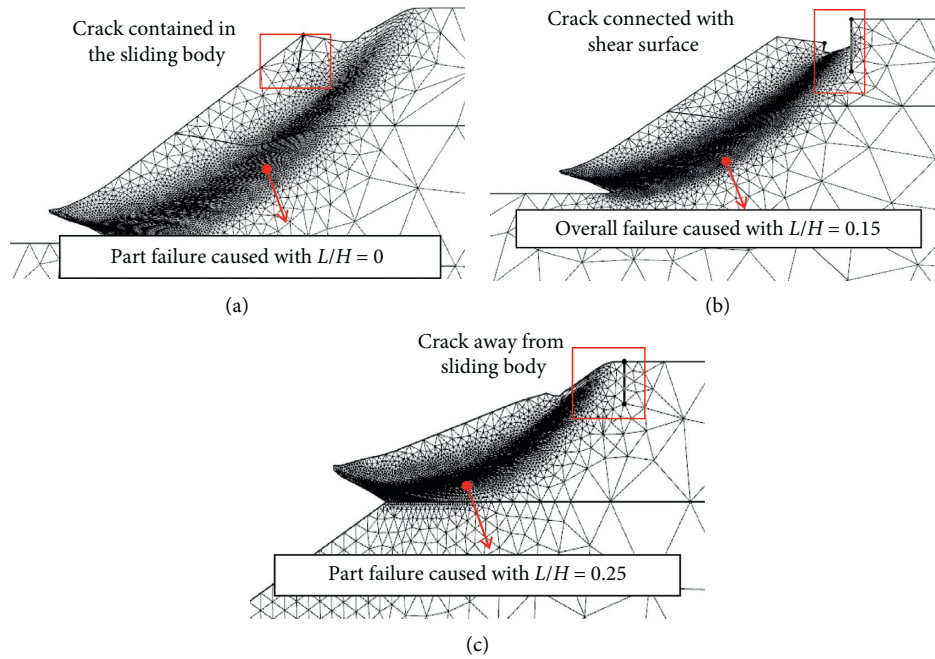 Crack contained in
the sliding body
Part failure caused with L/H = 0
(a)
Crack connected with
shear surface
Overall failure caused with L/H = 0.15
(b)
Crack away from
sliding body
Part failure caused with L/H = 0.25
(c)